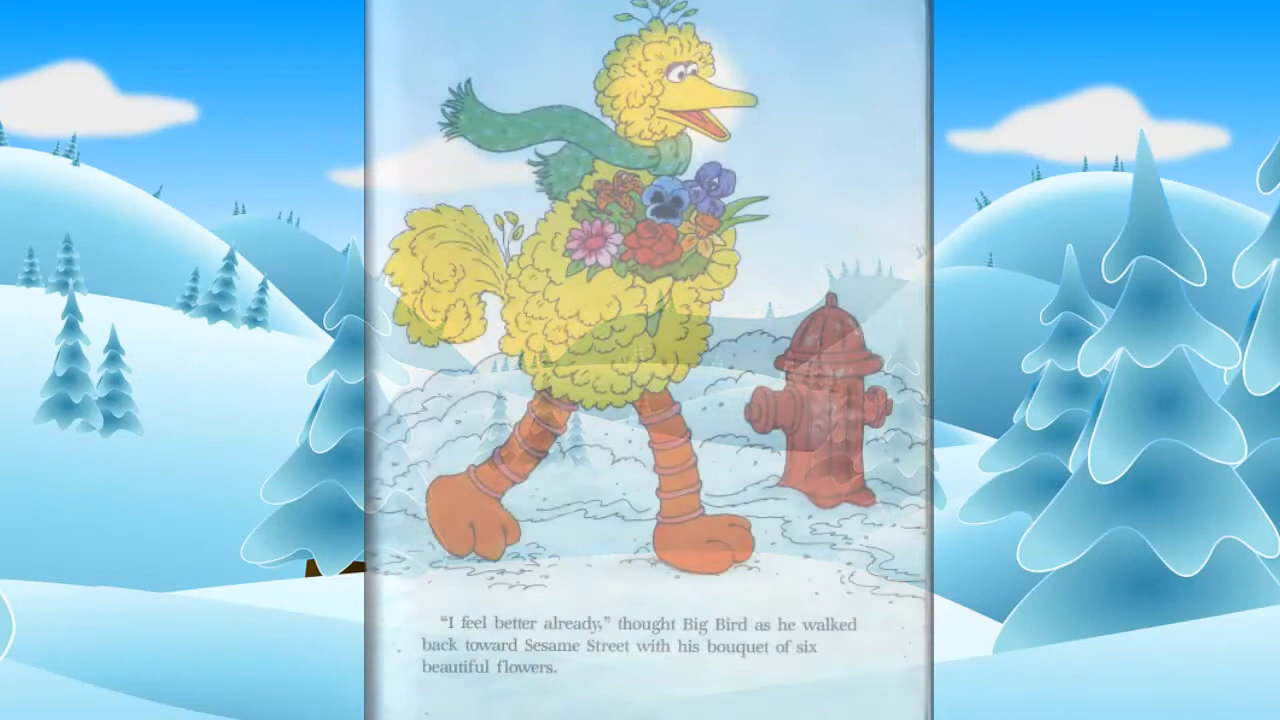 “I feel better already,” thought Big Bird as he walked
back toward Sesame Street with his bouquet of six
beautiful flowers.